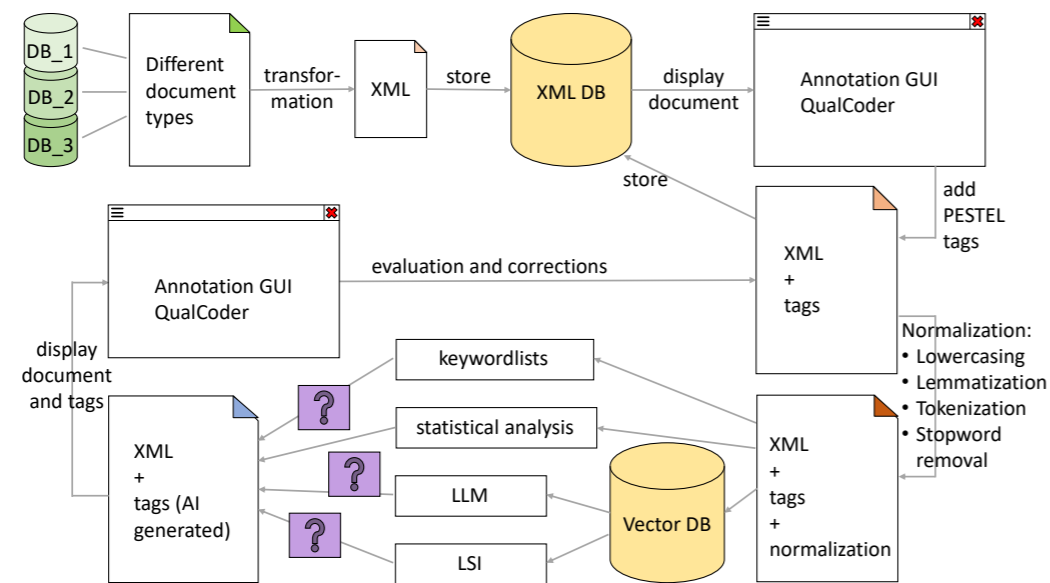 DB_1
DB_2
DB_3
Different
document
types
transfor-
mation
XML
store
XML DB
display
document
Annotation GUI
QualCoder
store
add
PESTEL
tags
Annotation GUI
QualCoder
evaluation and corrections
XML
+
tags
Normalization:
• Lowercasing
• Lemmatization
• Tokenization
• Stopword
removal
display
document
and tags
keywordlists
?
statistical analysis
?
LLM
?
LSI
Vector DB
XML
+
tags (AI
generated)
XML
+
tags
+
normalization